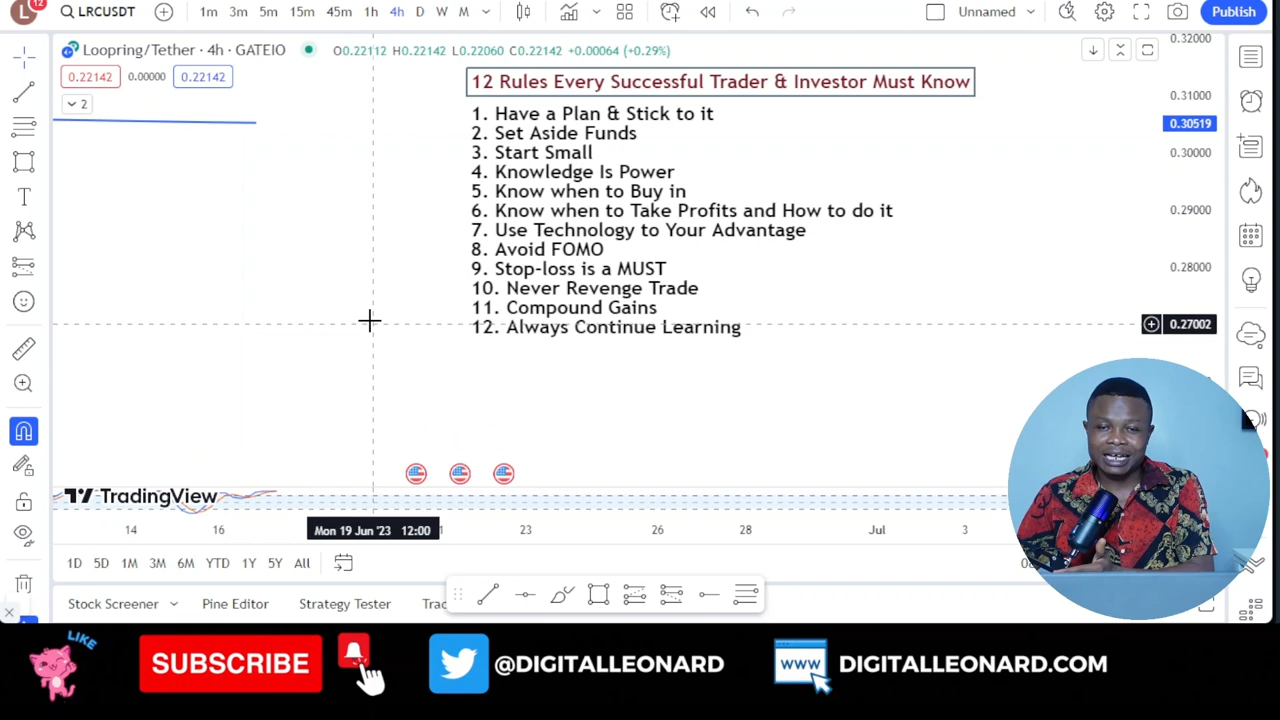 L
12
LRCUSDT
1m 3m 5m 15m 45m 1h 4h D W M
Unnamed
Publish
Loopring/Tether · 4h · GATEIO
O0.22112 H0.22142 L0.22060 C0.22142 +0.00064 (+0.29%)
0.22142 0.00000 0.22142
2
12 Rules Every Successful Trader & Investor Must Know
1. Have a Plan & Stick to it
2. Set Aside Funds
3. Start Small
4. Knowledge Is Power
5. Know when to Buy in
6. Know when to Take Profits and How to do it
7. Use Technology to Your Advantage
8. Avoid FOMO
9. Stop-loss is a MUST
10. Never Revenge Trade
11. Compound Gains
12. Always Continue Learning
0.32000
0.31000
0.30519
0.30000
0.29000
0.28000
0.27002
TradingView
14 16 Mon 19 Jun '23 12:00 1 23 26 28 Jul 3
1D 5D 1M 3M 6M YTD 1Y 5Y All
Stock Screener Pine Editor Strategy Tester
LIKE
SUBSCRIBE
@DIGITALLEONARD
WWW
DIGITALLEONARD.COM